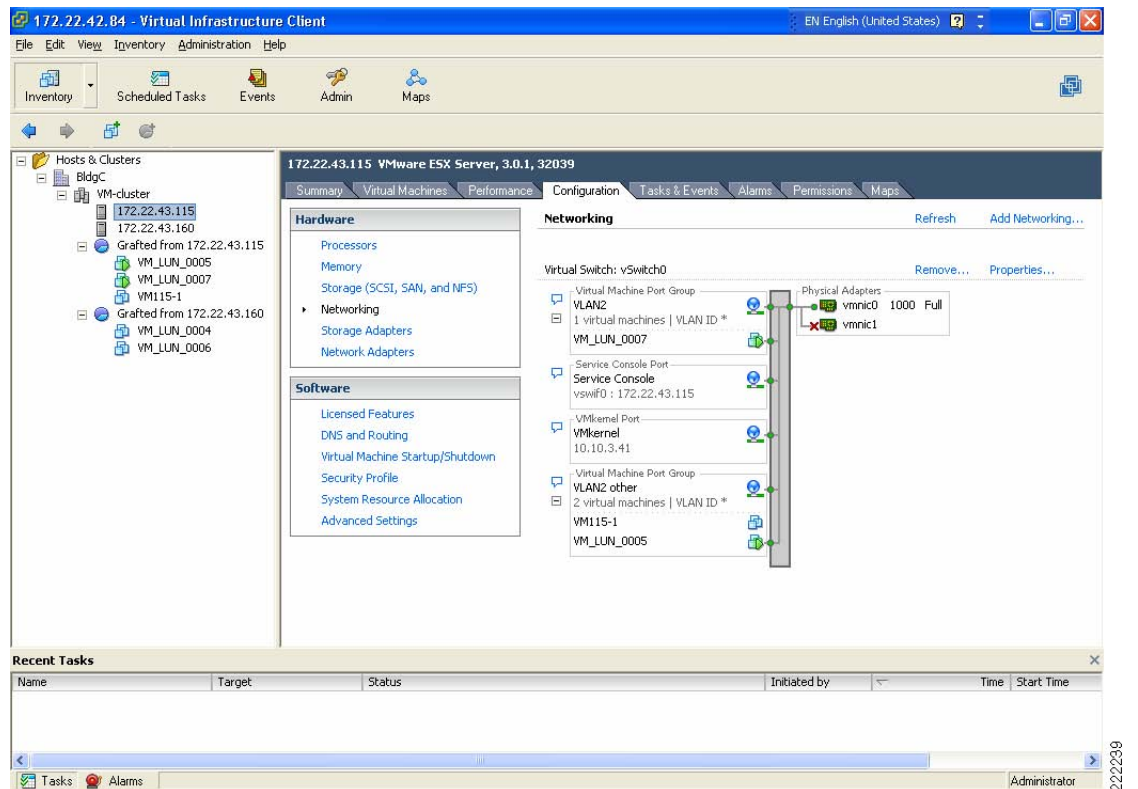 172.22.42.84 - Virtual Infrastructure Client
EN English (United States)
File Edit View Inventory Administration Help
Inventory Scheduled Tasks Events Admin Maps
Hosts & Clusters
BldgC
VM-cluster
172.22.43.115
172.22.43.160
Grafted from 172.22.43.115
VM_LUN_0005
VM_LUN_0007
VM115-1
Grafted from 172.22.43.160
VM_LUN_0004
VM_LUN_0006
172.22.43.115 VMware ESX Server, 3.0.1, 32039
Summary Virtual Machines Performance Configuration Tasks & Events Alarms Permissions Maps
Hardware
Processors
Memory
Storage (SCSI, SAN, and NFS)
Networking
Storage Adapters
Network Adapters
Software
Licensed Features
DNS and Routing
Virtual Machine Startup/Shutdown
Security Profile
System Resource Allocation
Advanced Settings
Networking
Refresh Add Networking...
Virtual Switch: vSwitch0
Remove... Properties...
Virtual Machine Port Group
VLAN2
1 virtual machines | VLAN ID *
VM_LUN_0007
Service Console Port
Service Console
vswif0 : 172.22.43.115
VMkernel Port
VMkernel
10.10.3.41
Virtual Machine Port Group
VLAN2 other
2 virtual machines | VLAN ID *
VM115-1
VM_LUN_0005
Physical Adapters
vmnic0 1000 Full
vmnic1
Recent Tasks
Name Target Status Initiated by Time Start Time
Tasks Alarms
Administrator
222239